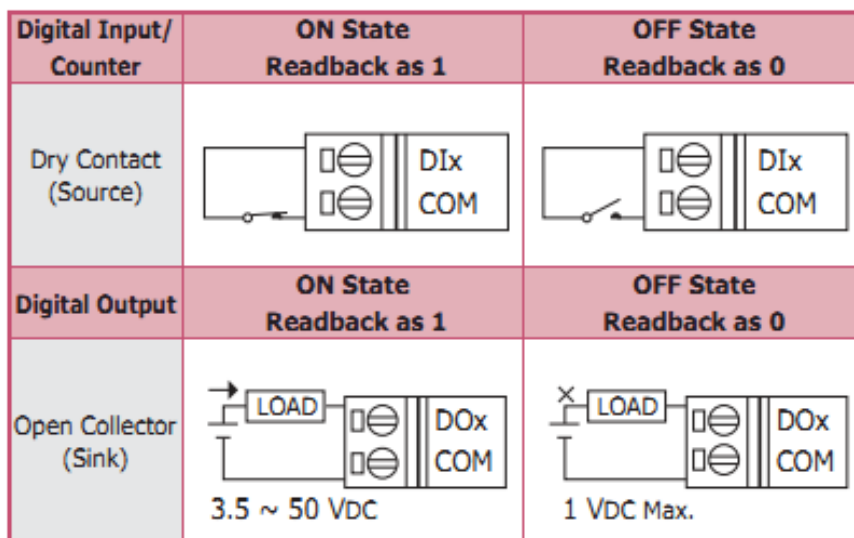 Digital Input/
Counter
ON State
Readback as 1
OFF State
Readback as 0
Dry Contact
(Source)
DIx
COM
DIx
COM
Digital Output
ON State
Readback as 1
OFF State
Readback as 0
Open Collector
(Sink)
LOAD
DOx
COM
3.5 ~ 50 VDC
LOAD
DOx
COM
1 VDC Max.